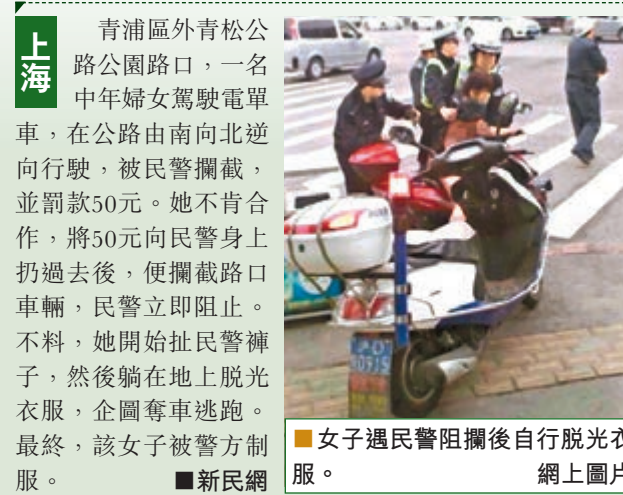 上海
青浦區外青松公
路公園路口，一名
中年婦女駕駛電單
車，在公路由南向北逆
向行駛，被民警攔截，
並罰款50元。她不肯合
作，將50元向民警身上
扔過去後，便攔截路口
車輛，民警立即阻止。
不料，她開始扯民警褲
子，然後躺在地上脫光
衣服，企圖奪車逃跑。
最終，該女子被警方制
服。 ■新民網
■女子遇民警阻攔後自行脫光衣
服。 網上圖片